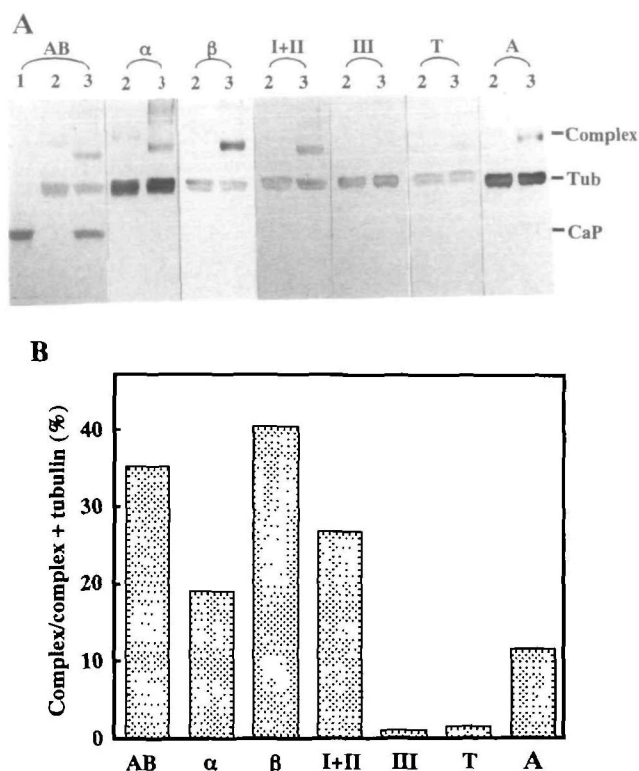 A
AB α β I+II III T A
1 2 3 2 3 2 3 2 3 2 3 2 3 2 3
Complex
Tub
CaP
B
Complex/complex + tubulin (%)
40
30
20
10
0
AB α β I+II III T A